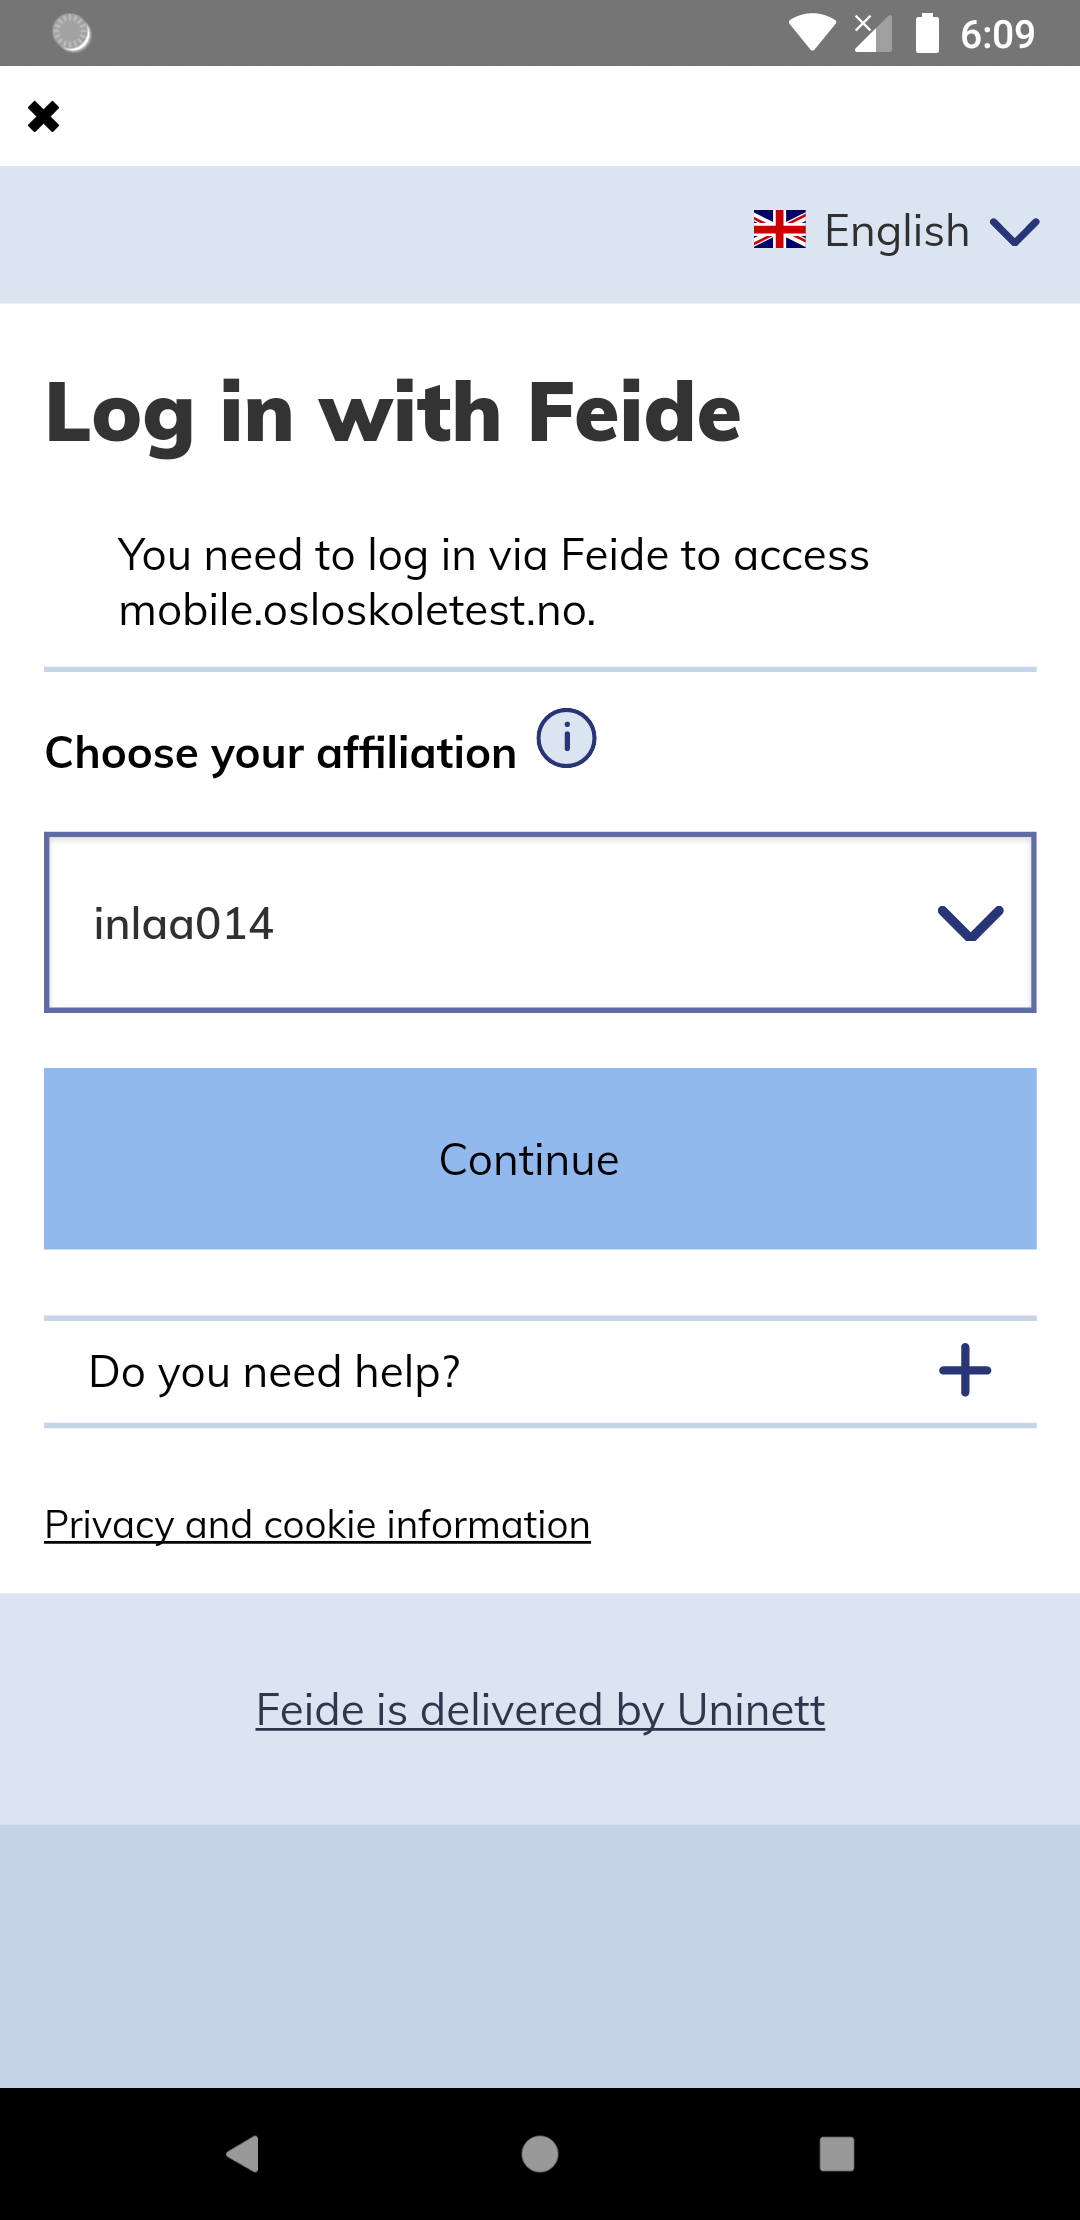 6:09
English
Log in with Feide
You need to log in via Feide to access
mobile.osloskoletest.no.
Choose your affiliation
inlaa014
Continue
Do you need help?
Privacy and cookie information
Feide is delivered by Uninett